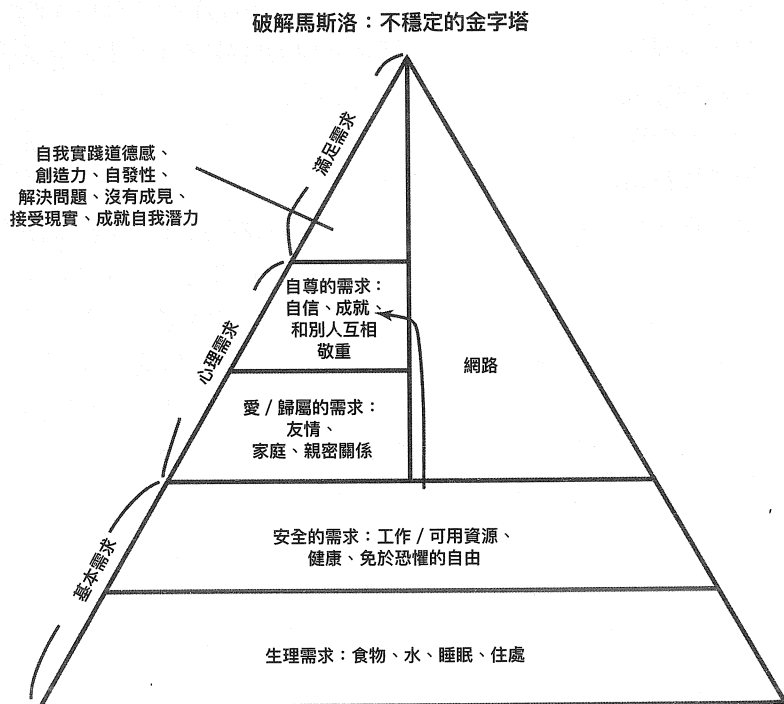 破解馬斯洛：不穩定的金字塔
滿足需求
自我實踐道德感、
創造力、自發性、
解決問題、沒有成見、
接受現實、成就自我潛力
心理需求
自尊的需求：
自信、成就、
和別人互相
敬重
網路
愛 / 歸屬的需求：
友情、
家庭、親密關係
基本需求
安全的需求：工作 / 可用資源、
健康、免於恐懼的自由
生理需求：食物、水、睡眠、住處